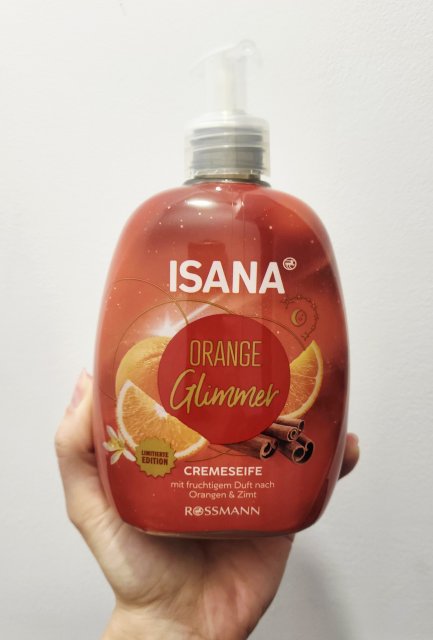 ISANA
ORANGE
Glimmer
LIMITIERTE
EDITION
CREMESEIFE
mit fruchtigem Duft nach
Orangen & Zimt
ROSSMANN